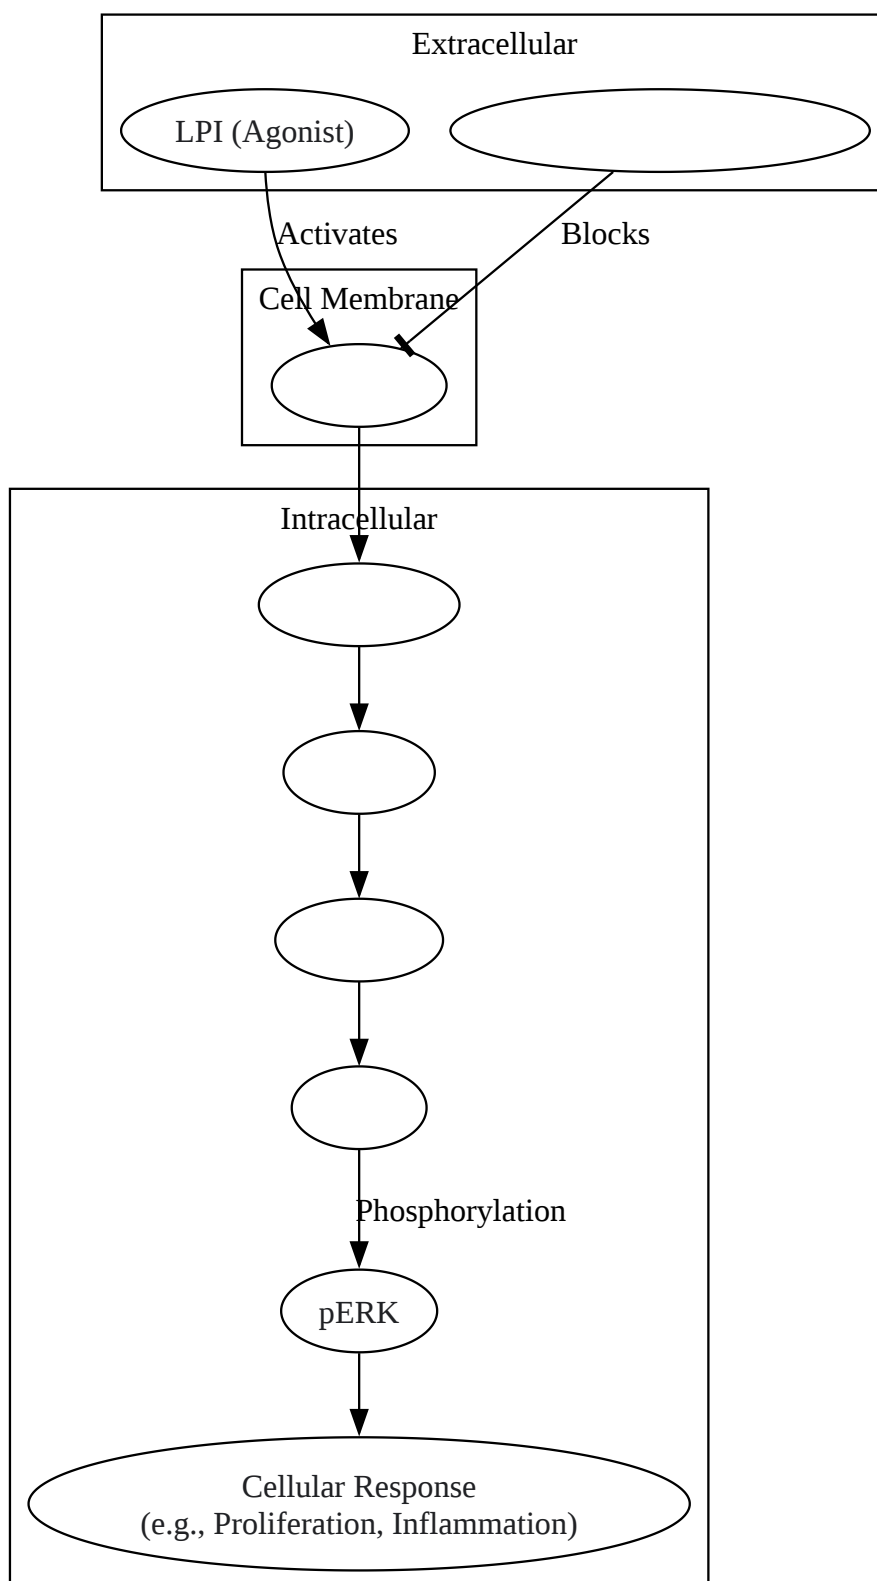 Extracellular
LPI (Agonist)
Activates
Blocks
Cell Membrane
Intracellular
Phosphorylation
pERK
Cellular Response
(e.g., Proliferation, Inflammation)